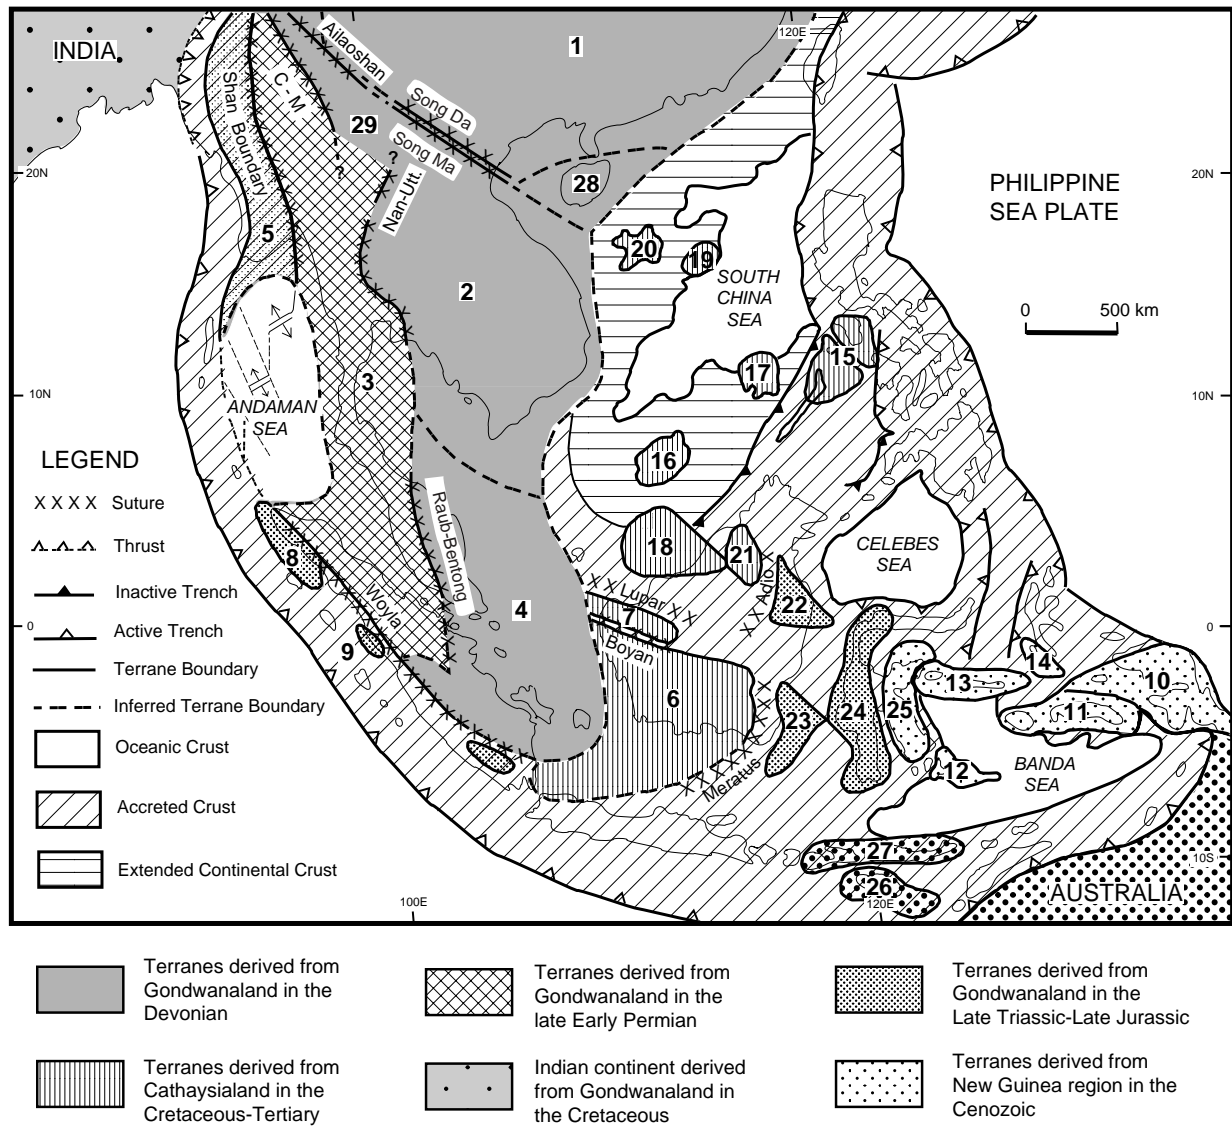 INDIA
1
120E
Ailaoshan
C - M
Shan Boundary
Song Da
29
Song Ma
?
?
20N
20N
28
PHILIPPINE
SEA PLATE
Nan-Utt.
5
20
19
SOUTH
CHINA
SEA
2
0
500 km
15
17
3
10N
10N
ANDAMAN
SEA
LEGEND
X X X X Suture
Thrust
Inactive Trench
Active Trench
Terrane Boundary
Inferred Terrane Boundary
Oceanic Crust
Accreted Crust
Extended Continental Crust
16
Raub-Bentong
18
21
CELEBES
SEA
8
Woyla
4
Lupar
7
Boyan
Adio
22
0
0
9
14
13
10
6
23
24
25
11
Meratus
12
BANDA
SEA
27
26
10S
AUSTRALIA
100E
120E
Terranes derived from
Gondwanaland in the
Devonian
Terranes derived from
Gondwanaland in the
late Early Permian
Terranes derived from
Gondwanaland in the
Late Triassic-Late Jurassic
Terranes derived from
Cathaysialand in the
Cretaceous-Tertiary
Indian continent derived
from Gondwanaland in
the Cretaceous
Terranes derived from
New Guinea region in the
Cenozoic